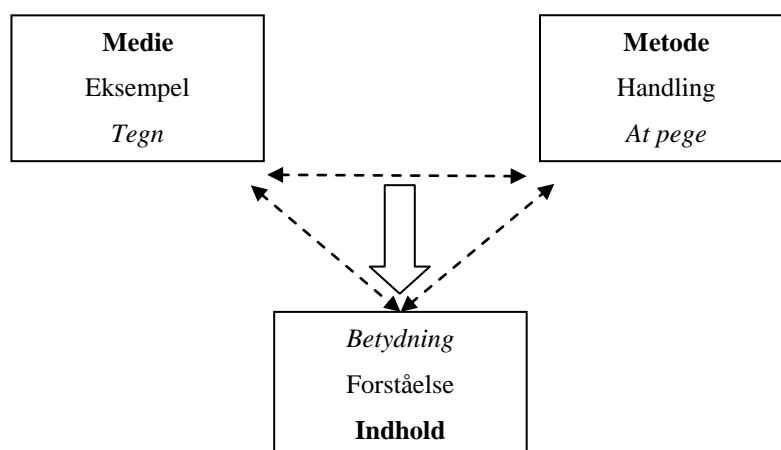 Medie
Eksempel
Tegn
Metode
Handling
At pege
Betydning
Forståelse
Indhold